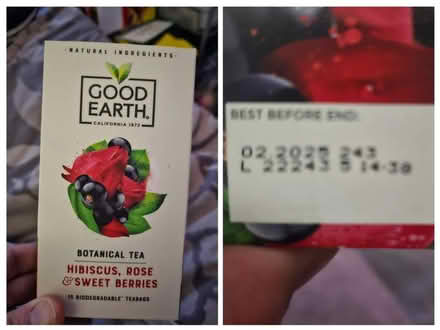 ·NATURAL INGREDIENTS·
GOOD
EARTH
CALIFORNIA 1972
BOTANICAL TEA
HIBISCUS, ROSE
& SWEET BERRIES
15 BIODEGRADABLE* TEABAGS
BEST BEFORE END:
02.2025 243
L 22243 5 14:38